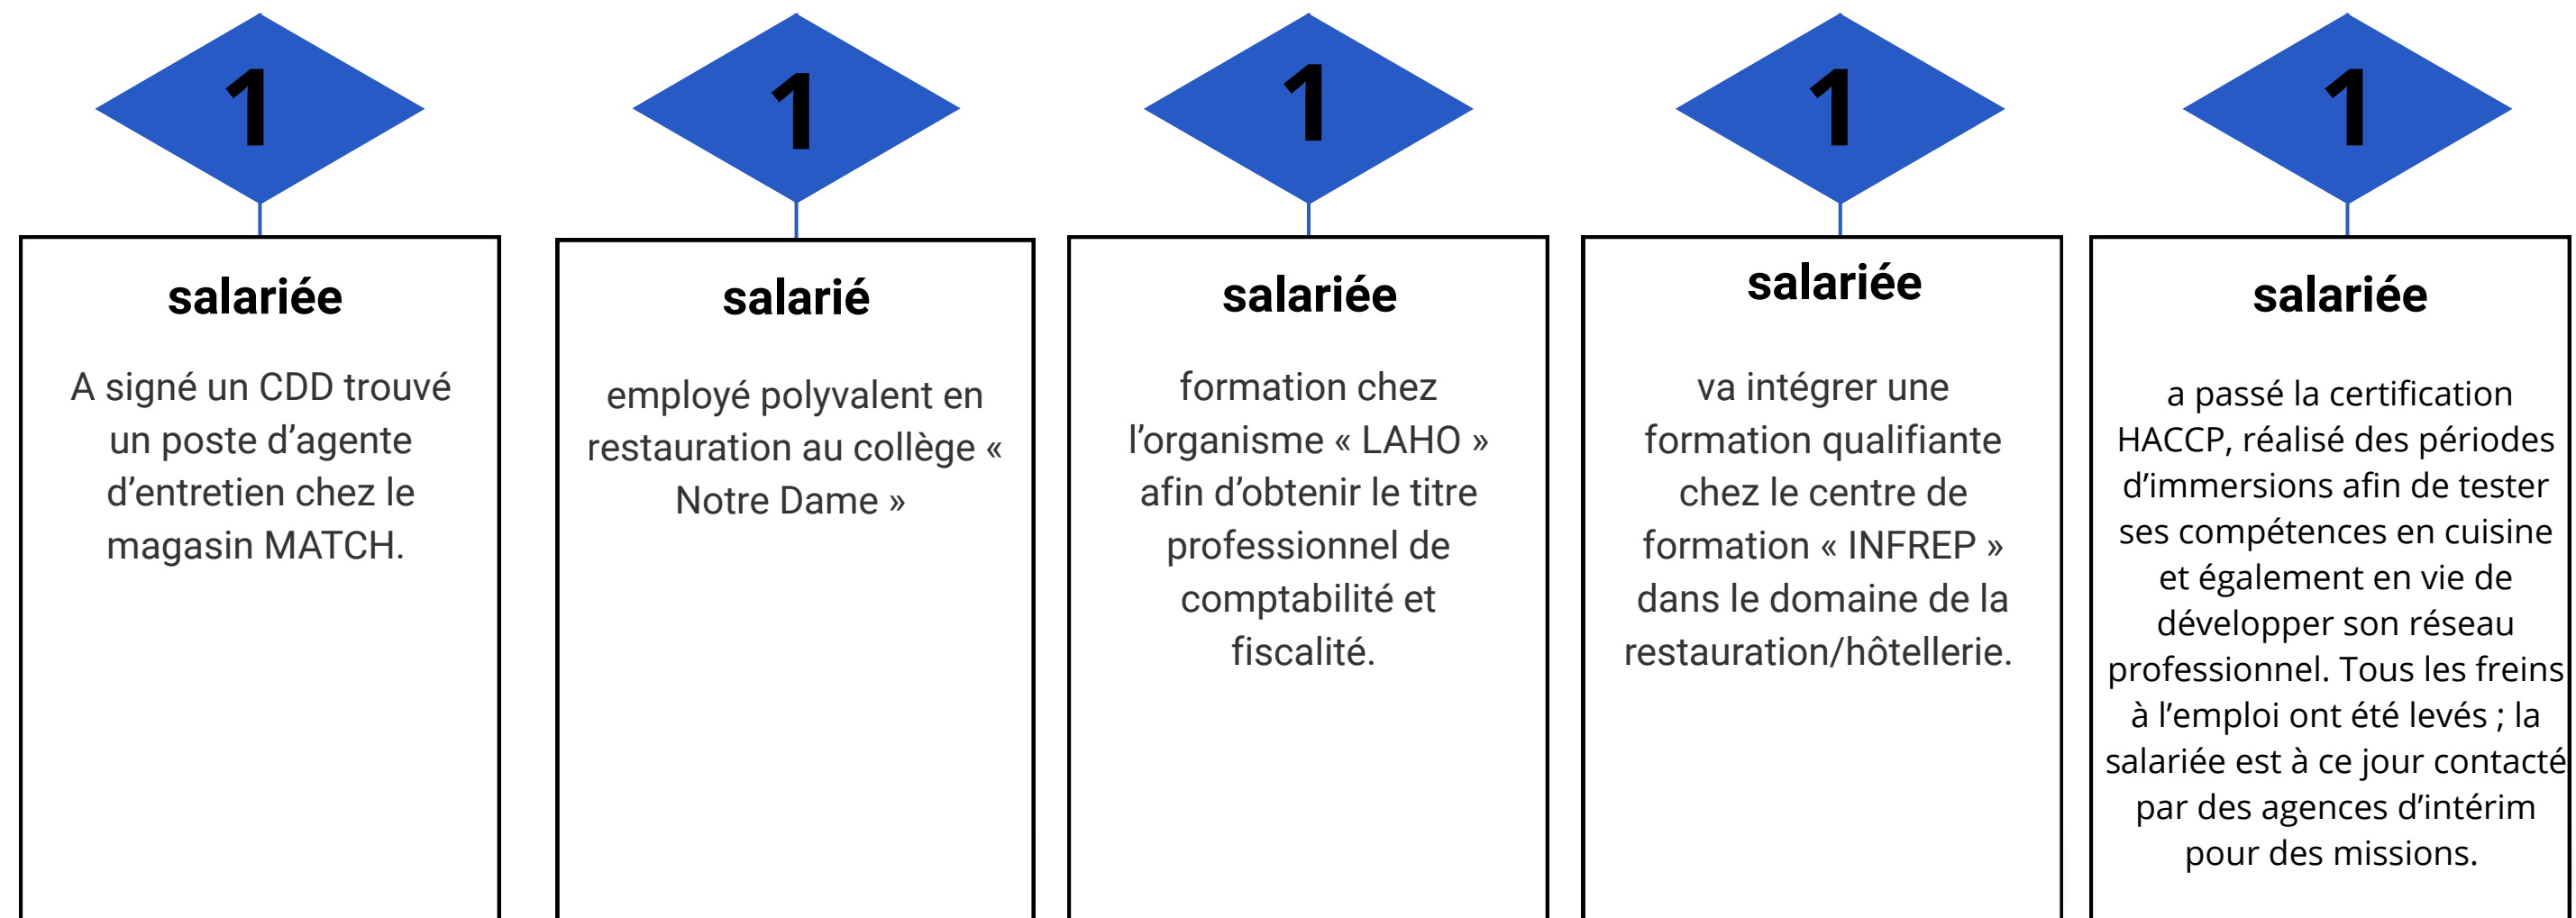 1
salariée
A signé un CDD trouvé
un poste d’agente
d’entretien chez le
magasin MATCH.
1
salarié
employé polyvalent en
restauration au collège «
Notre Dame »
1
salariée
formation chez
l’organisme « LAHO »
afin d’obtenir le titre
professionnel de
comptabilité et
fiscalité.
1
salariée
va intégrer une
formation qualifiante
chez le centre de
formation « INFREP »
dans le domaine de la
restauration/hôtellerie.
1
salariée
a passé la certification
HACCP, réalisé des périodes
d’immersions afin de tester
ses compétences en cuisine
et également en vie de
développer son réseau
professionnel. Tous les freins
à l’emploi ont été levés ; la
salariée est à ce jour contacté
par des agences d’intérim
pour des missions.